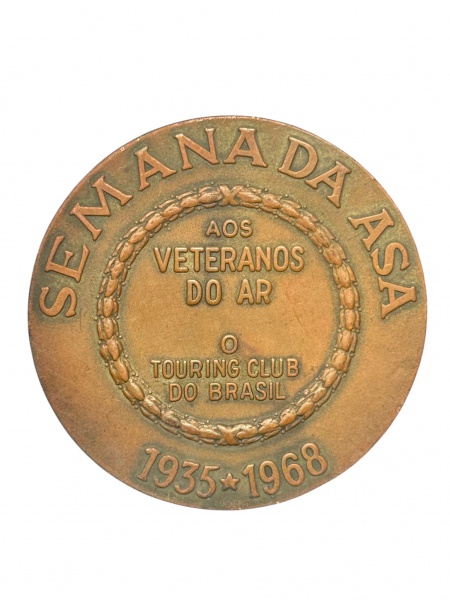 SEMANA DA ASA
AOS
VETERANOS
DO AR
O
TOURING CLUB
DO BRASIL
1935★1968